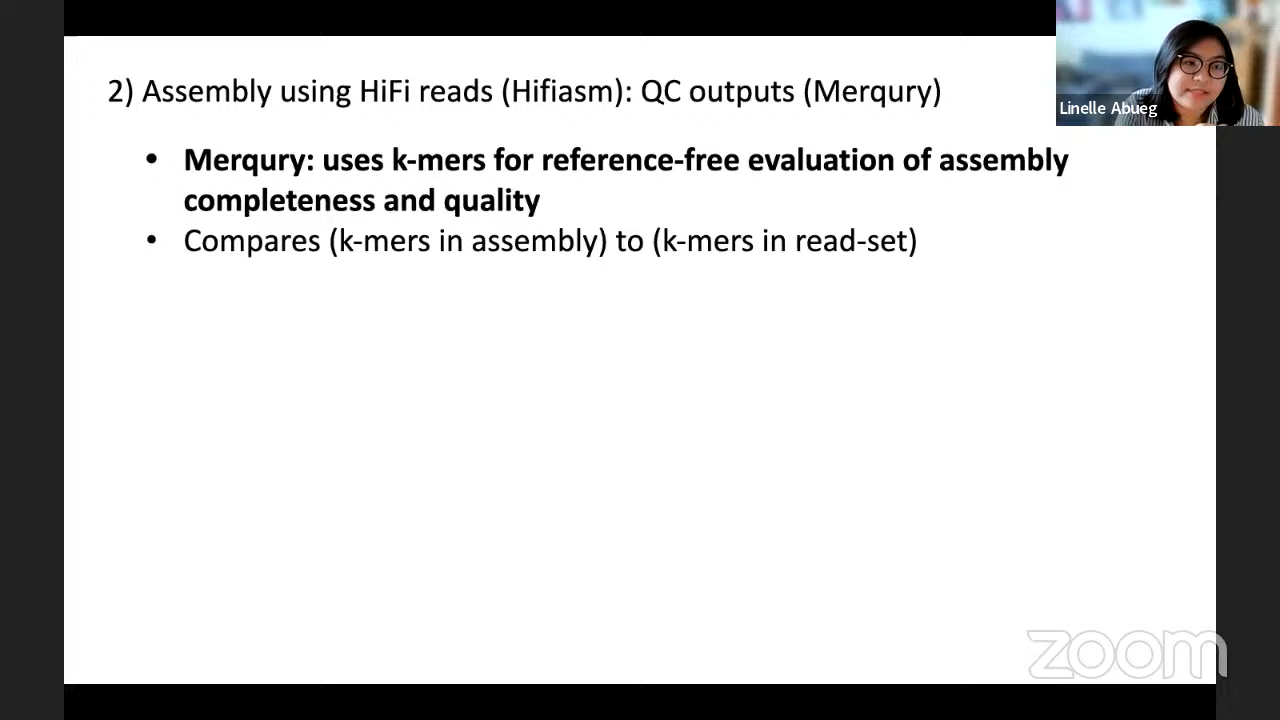 2) Assembly using HiFi reads (Hifiasm): QC outputs (Merqury)
Linelle Abueg
• Merqury: uses k-mers for reference-free evaluation of assembly
completeness and quality
• Compares (k-mers in assembly) to (k-mers in read-set)
zoom